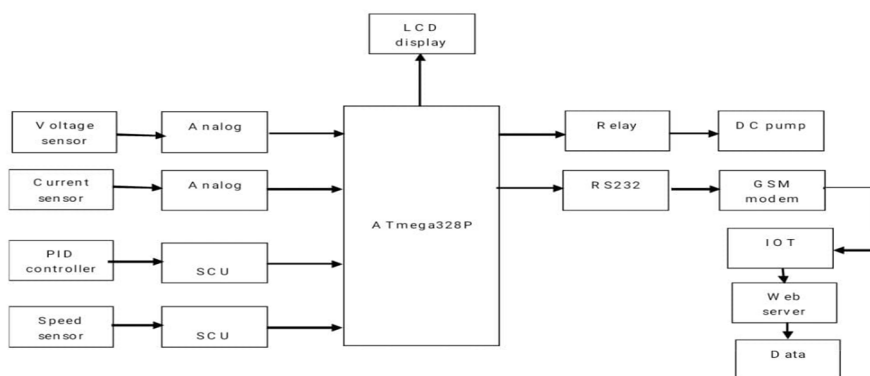 LCD
display
Voltage
sensor
Analog
Relay
DC pump
Current
sensor
Analog
RS232
GSM
modem
ATmega328P
PID
controller
SCU
IOT
Speed
sensor
SCU
Web
server
Data